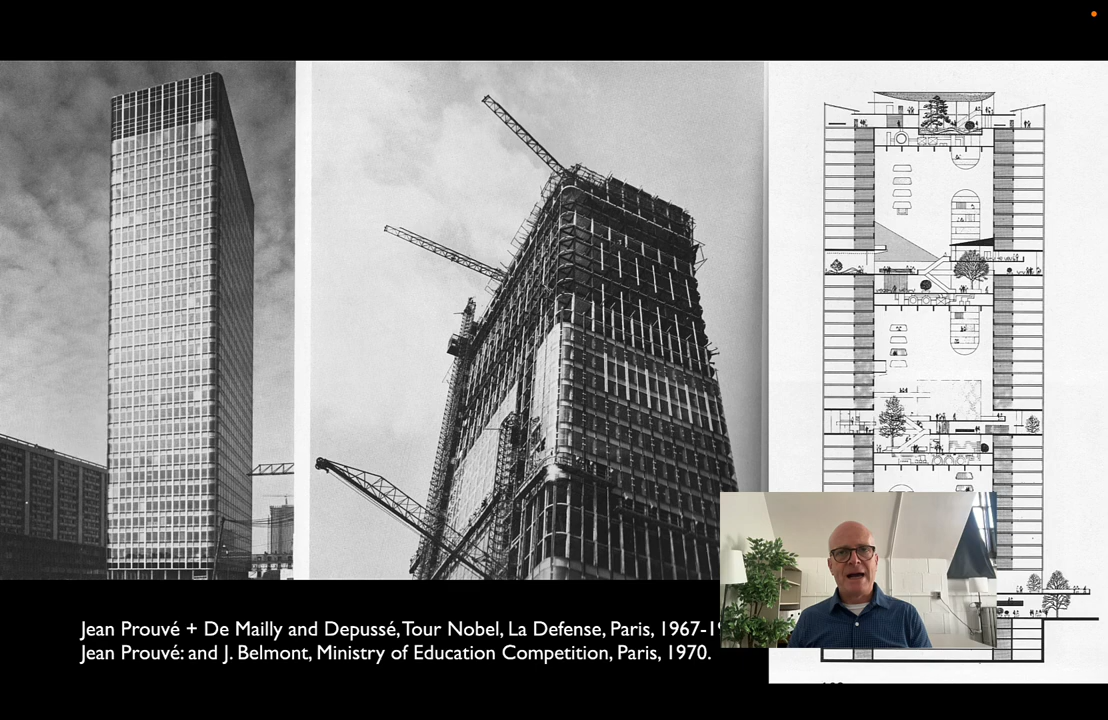 Jean Prouvé + De Mailly and Depussé, Tour Nobel, La Defense, Paris, 1967-1
Jean Prouvé: and J. Belmont, Ministry of Education Competition, Paris, 1970.